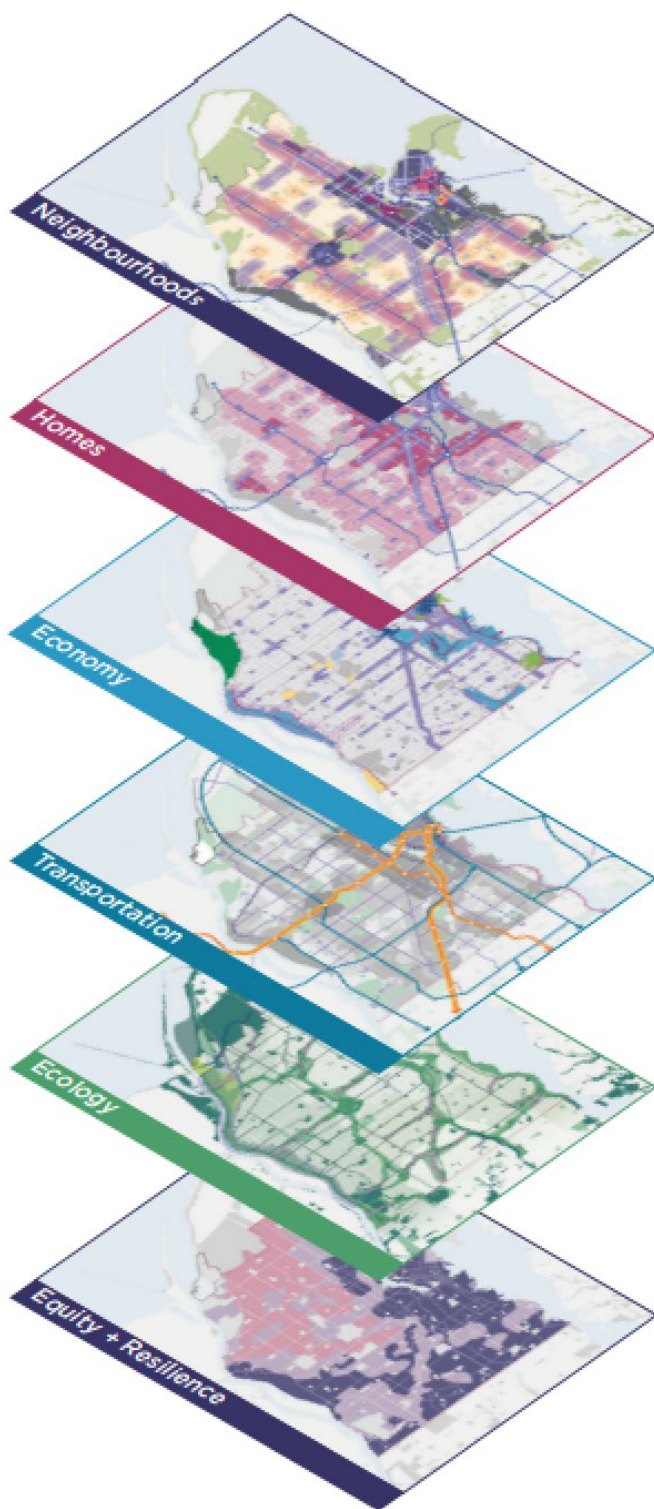 Neighbourhoods
Homes
Economy
Transportation
Ecology
Equity + Resilience